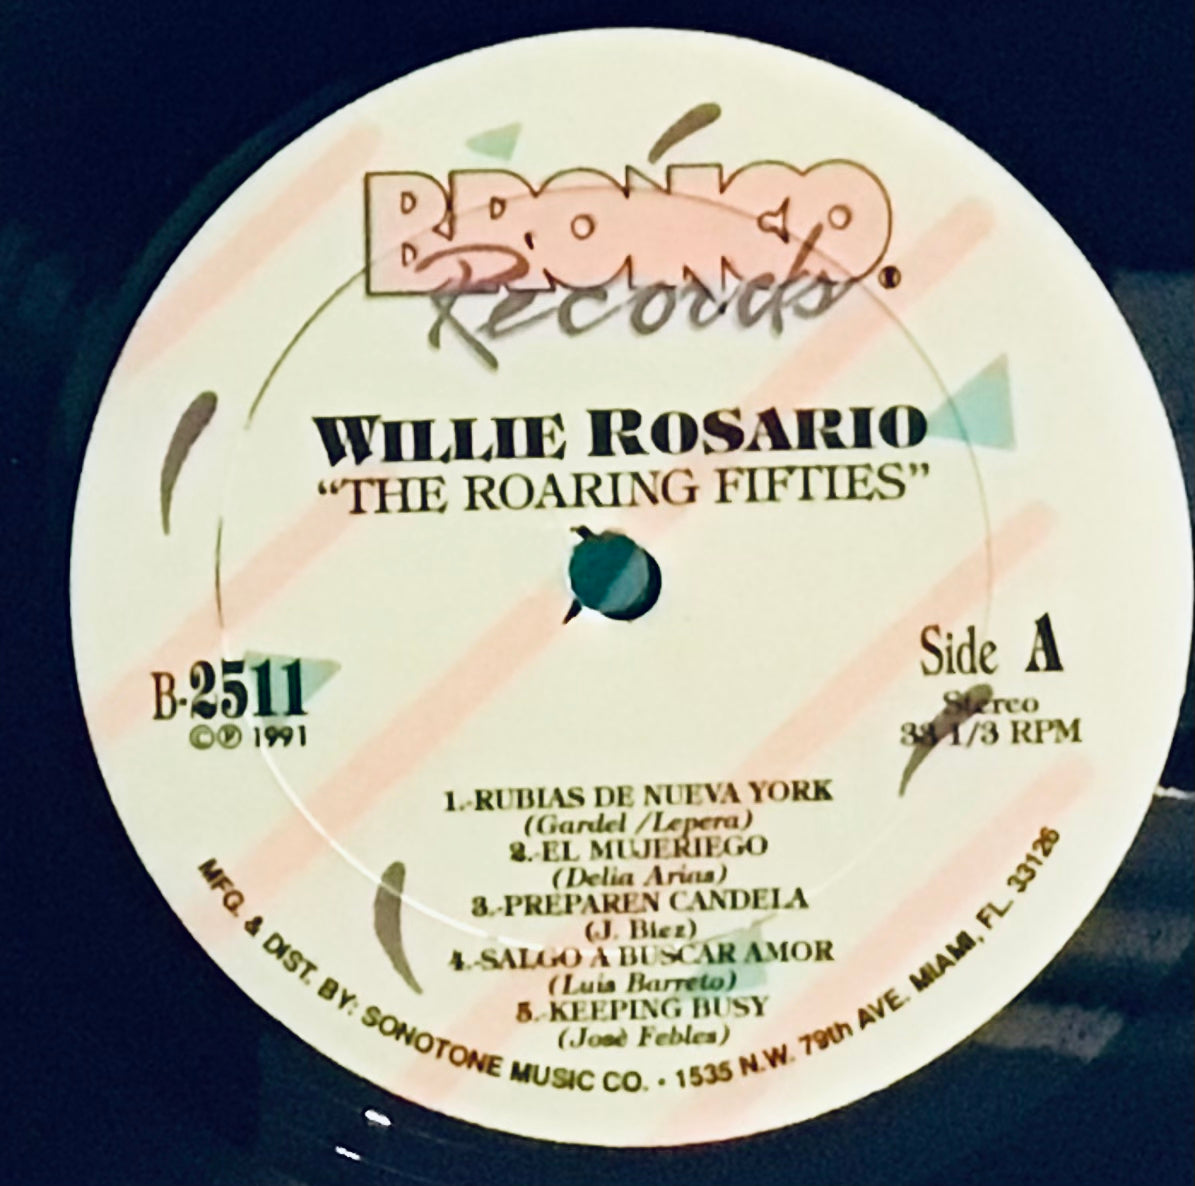 BRONCO
Records®
WILLIE ROSARIO
“THE ROARING FIFTIES”
Side A
B-2511
©℗ 1991
Stereo
33 1/3 RPM
1.-RUBIAS DE NUEVA YORK
(Gardel /Lepera)
2.-EL MUJERIEGO
(Delia Arias)
3.-PREPAREN CANDELA
(J. Blez)
4.-SALGO A BUSCAR AMOR
(Luis Barreto)
5.-KEEPING BUSY
(Josè Febles)
MFG. & DIST. BY: SONOTONE MUSIC CO. • 1535 N.W. 79th AVE. MIAMI, FL. 33126